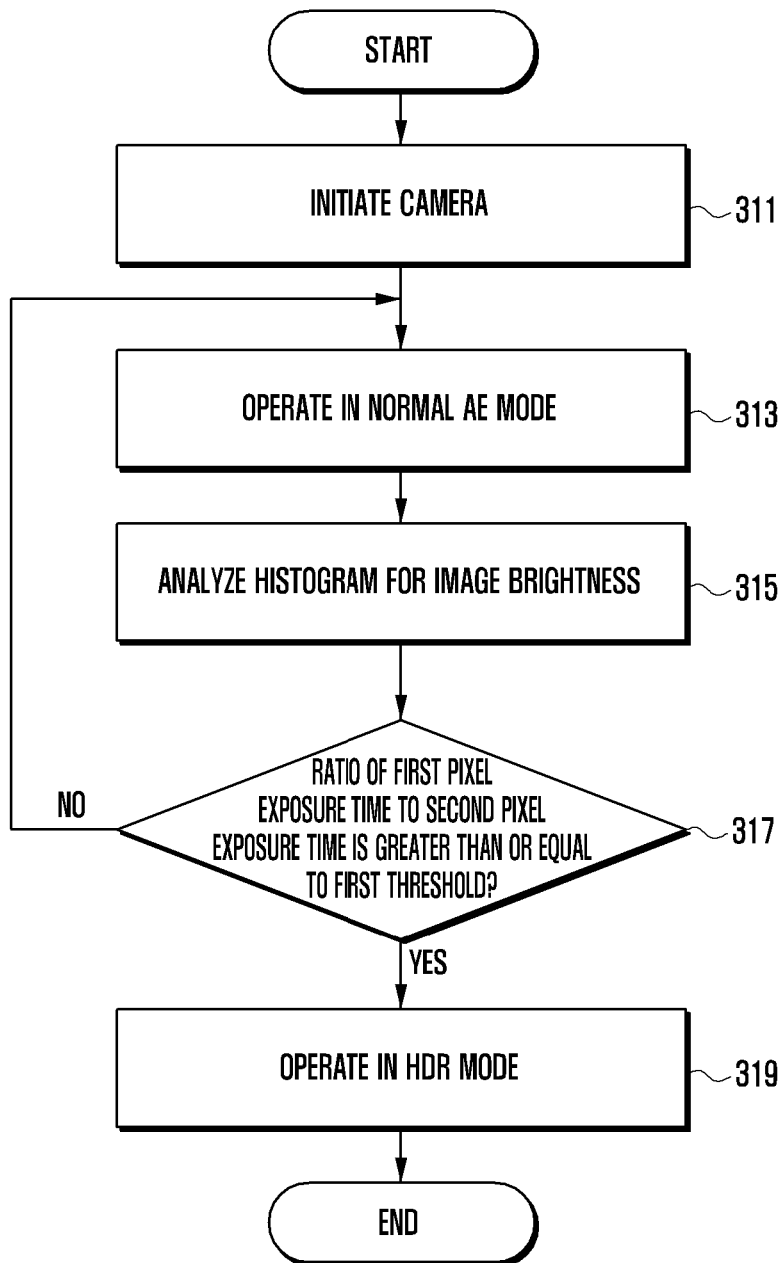 START
INITIATE CAMERA
311
OPERATE IN NORMAL AE MODE
313
ANALYZE HISTOGRAM FOR IMAGE BRIGHTNESS
315
RATIO OF FIRST PIXEL
EXPOSURE TIME TO SECOND PIXEL
EXPOSURE TIME IS GREATER THAN OR EQUAL
TO FIRST THRESHOLD?
317
NO
YES
OPERATE IN HDR MODE
319
END